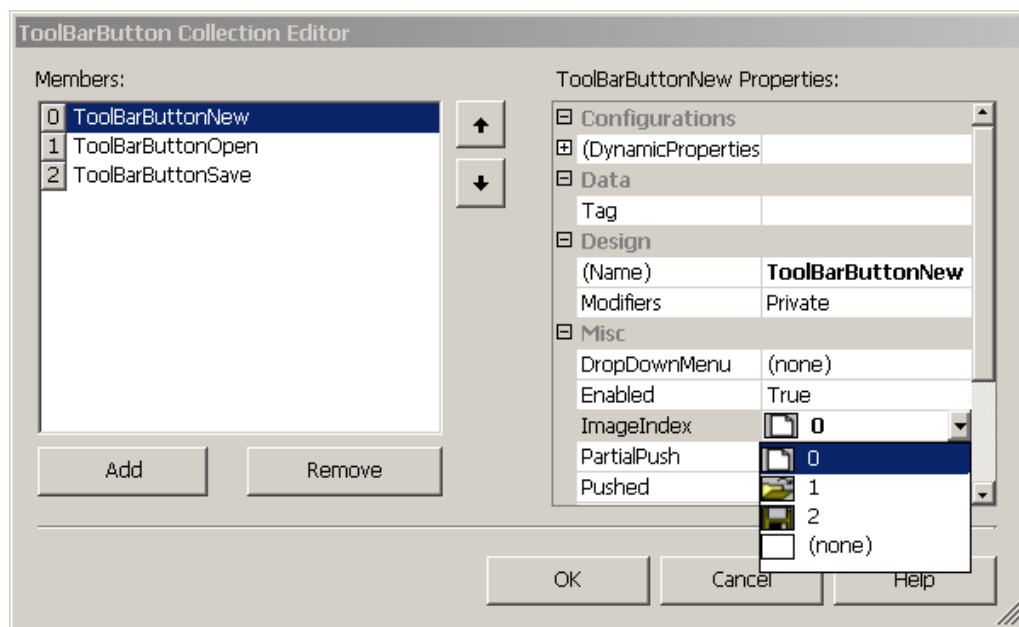 ToolBarButton Collection Editor
Members:
0 ToolBarButtonNew
1 ToolBarButtonOpen
2 ToolBarButtonSave
Add
Remove
ToolBarButtonNew Properties:
Configurations
(DynamicProperties
Data
Tag
Design
(Name) ToolBarButtonNew
Modifiers Private
Misc
DropDownMenu (none)
Enabled True
ImageIndex 0
PartialPush 0
Pushed 1
2
(none)
OK
Cancel
Help